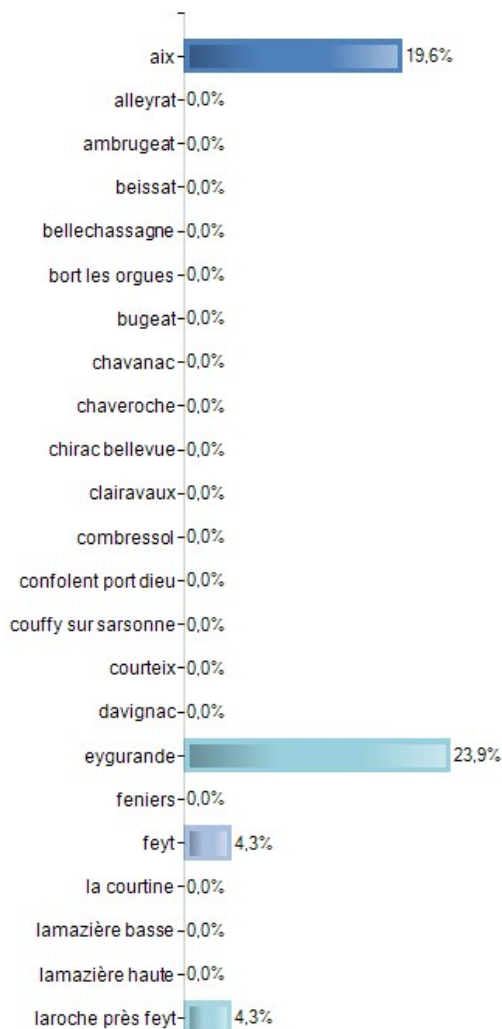 aix 19,6%
alleyrat 0,0%
ambrugeat 0,0%
beissat 0,0%
bellechassagne 0,0%
bort les orgues 0,0%
bugeat 0,0%
chavanac 0,0%
chaveroche 0,0%
chirac bellevue 0,0%
clairavaux 0,0%
combressol 0,0%
confolent port dieu 0,0%
couffy sur sarsonne 0,0%
courteix 0,0%
davignac 0,0%
eygurande 23,9%
feniers 0,0%
feyt 4,3%
la courtine 0,0%
lamazière basse 0,0%
lamazière haute 0,0%
laroche près feyt 4,3%